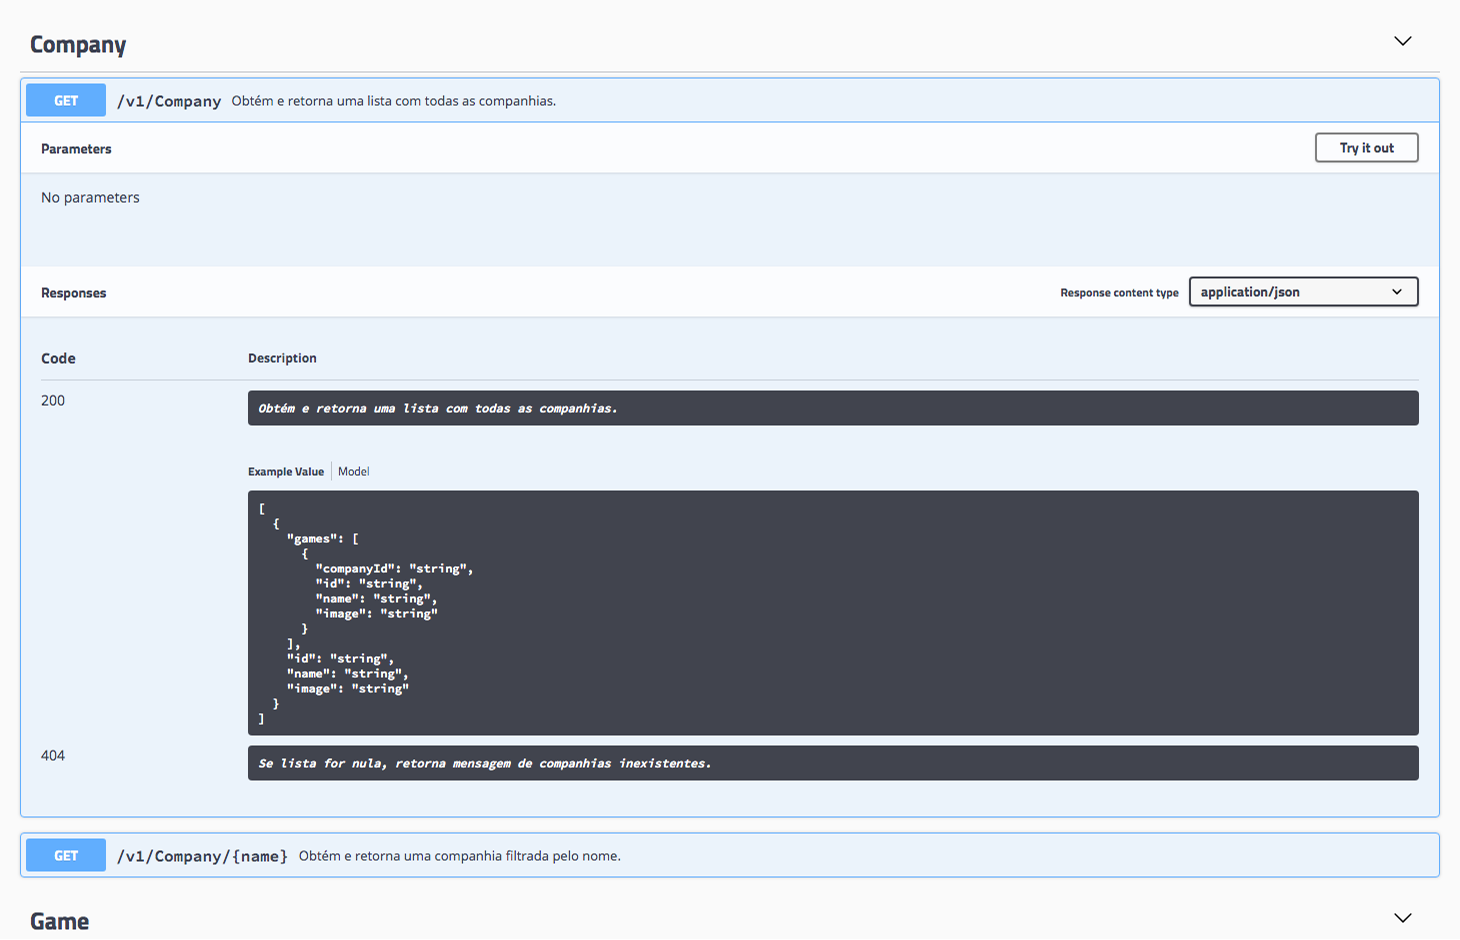 Company
GET /v1/Company Obtém e retorna uma lista com todas as companhias.
Parameters Try it out
No parameters
Responses Response content type application/json
Code Description
200 Obtém e retorna uma lista com todas as companhias.
Example Value Model
[
  {
    "games": [
      {
        "companyId": "string",
        "id": "string",
        "name": "string",
        "image": "string"
      }
    ],
    "id": "string",
    "name": "string",
    "image": "string"
  }
]
404 Se lista for nula, retorna mensagem de companhias inexistentes.
GET /v1/Company/{name} Obtém e retorna uma companhia filtrada pelo nome.
Game